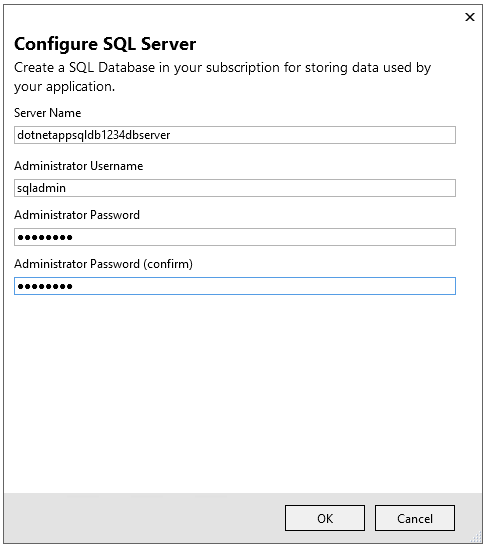 Configure SQL Server
Create a SQL Database in your subscription for storing data used by
your application.
Server Name
dotnetappsqldb1234dbserver
Administrator Username
sqladmin
Administrator Password
●●●●●●●●
Administrator Password (confirm)
●●●●●●●●
OK
Cancel